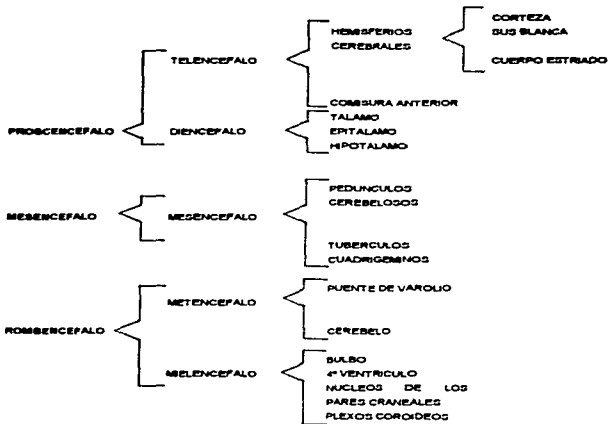 CORTEZA
SUS BLANCA
CUERPO ESTRIADO
HEMISFERIOS
CEREBRALES
TELENCEFALO
COMISURA ANTERIOR
PROSCENCEFALO
DIENCEFALO
TALAMO
EPITALAMO
HIPOTALAMO
MESENCEFALO
MESENCEFALO
PEDUNCULOS
CEREBELOSOS
TUBERCULOS
CUADRIGEMINOS
ROMBENCEFALO
METENCEFALO
PUENTE DE VAROLIO
CEREBELO
MIELENCEFALO
BULBO
4º VENTRICULO
NUCLEOS DE LOS
PARES CRANEALES
PLEXOS COROIDEOS